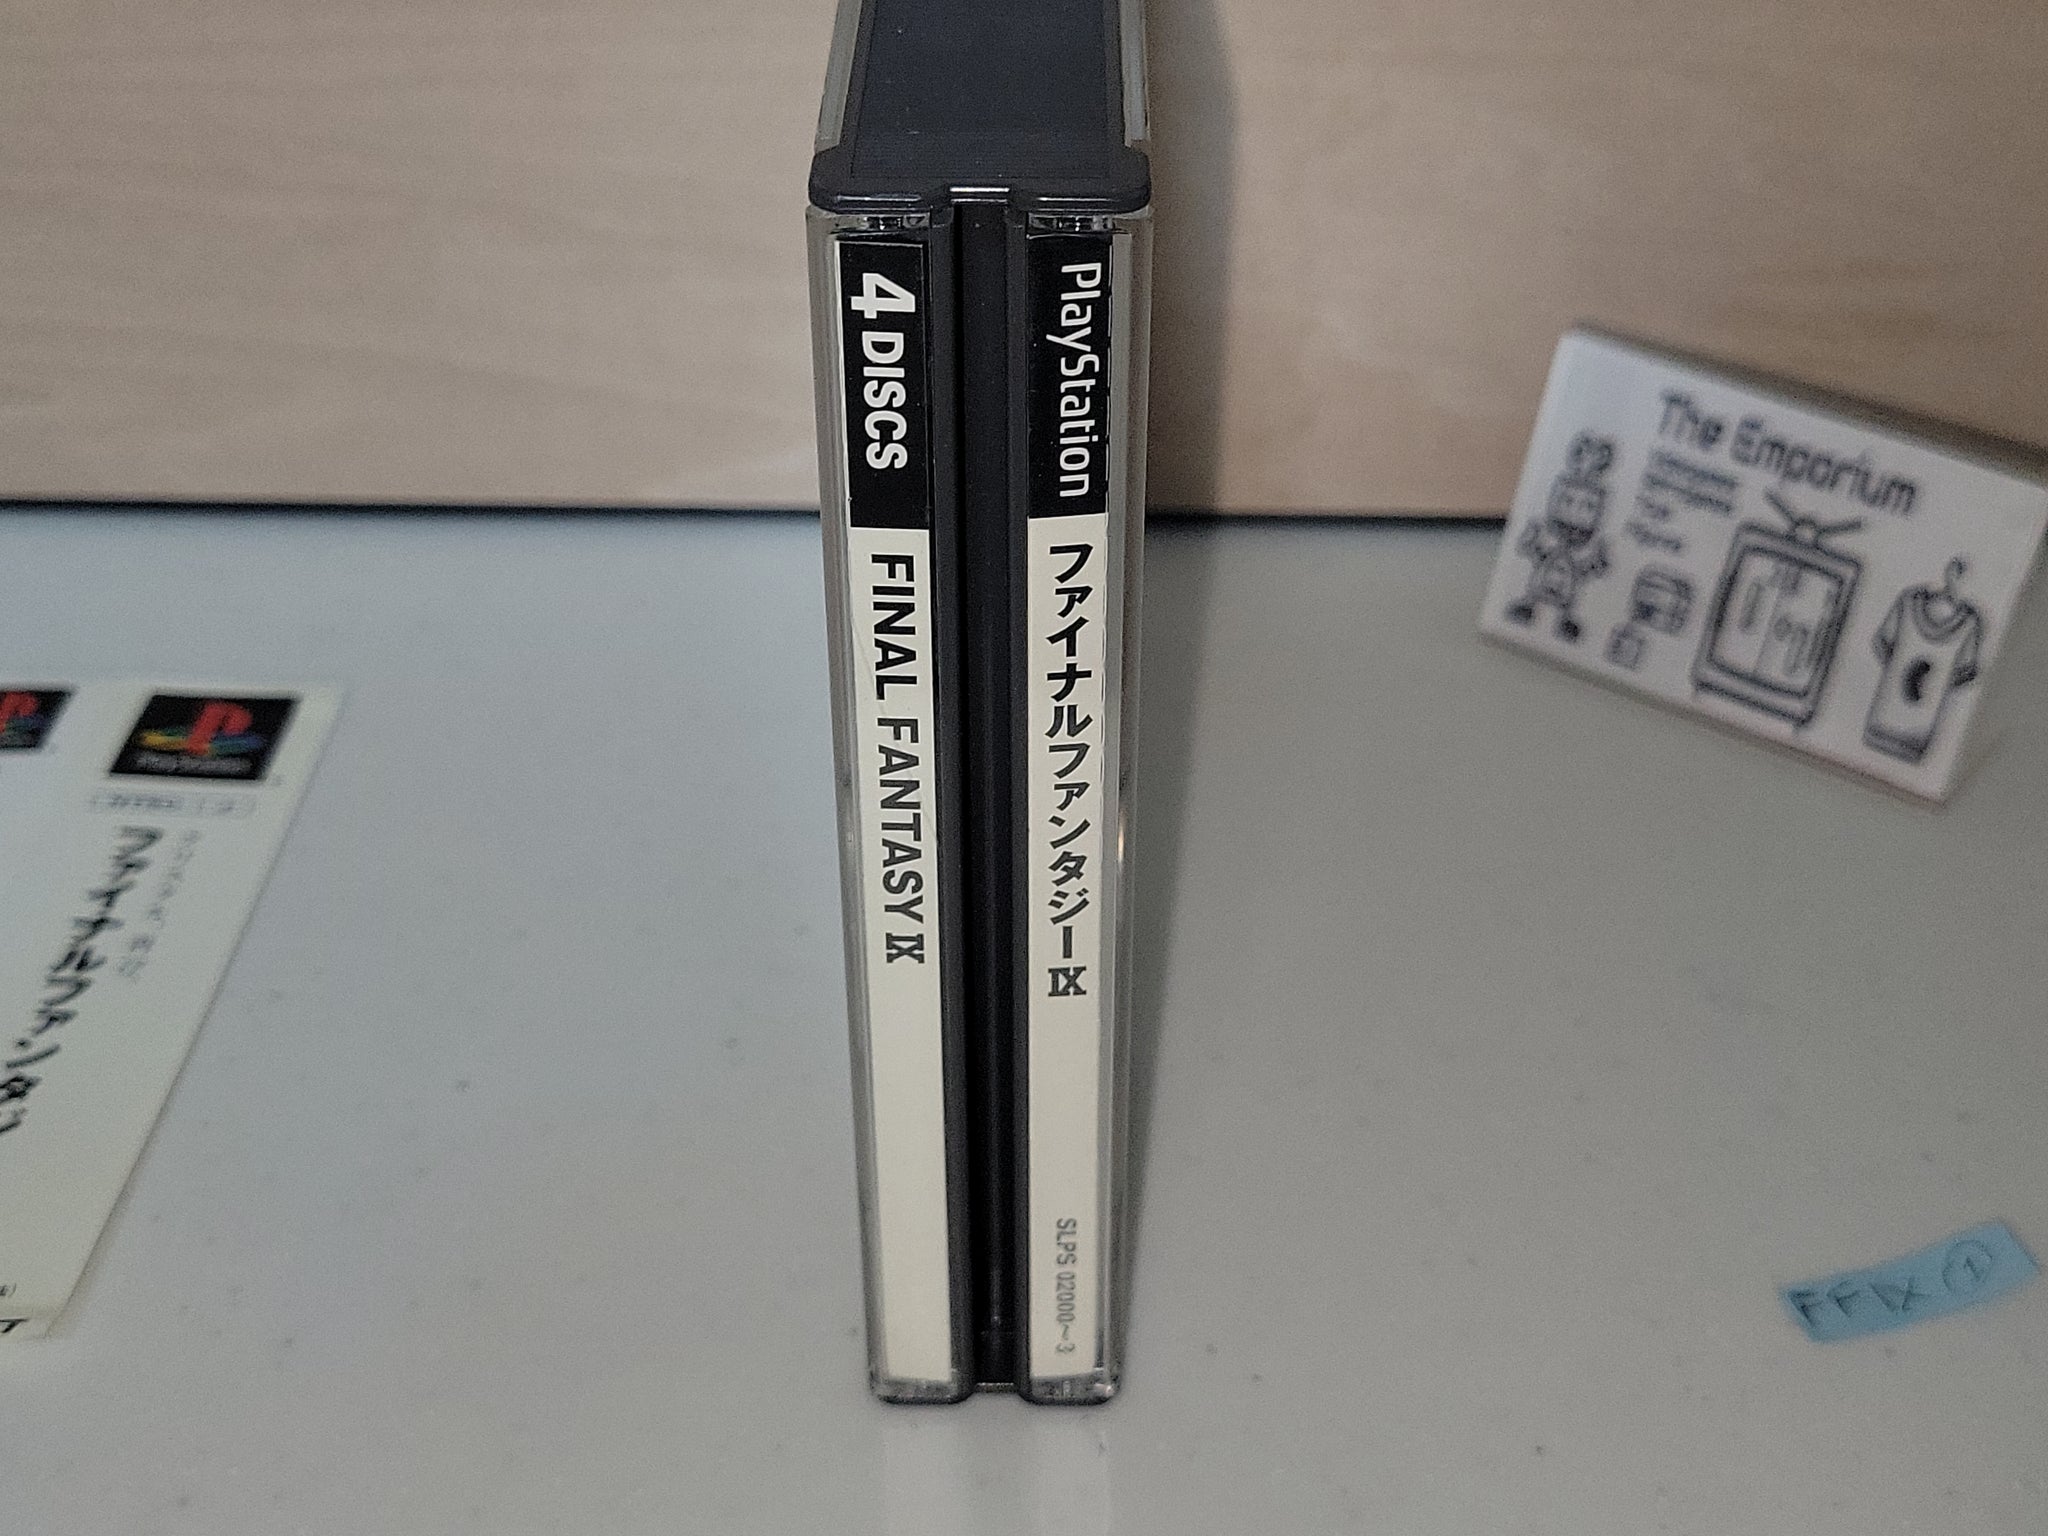 4 DISCS
FINAL FANTASY IX
PlayStation
ファイナルファンタジーIX
SLPS 02000~3
The Emporium
FFIX ①
ファイナルファンタジ